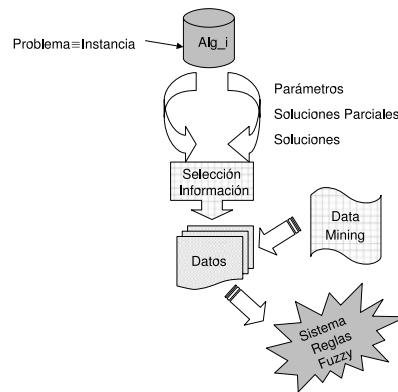 Problema≡Instancia
Alg_i
Parámetros
Soluciones Parciales
Soluciones
Selección
Información
Data
Mining
Datos
Sistema
Reglas
Fuzzy